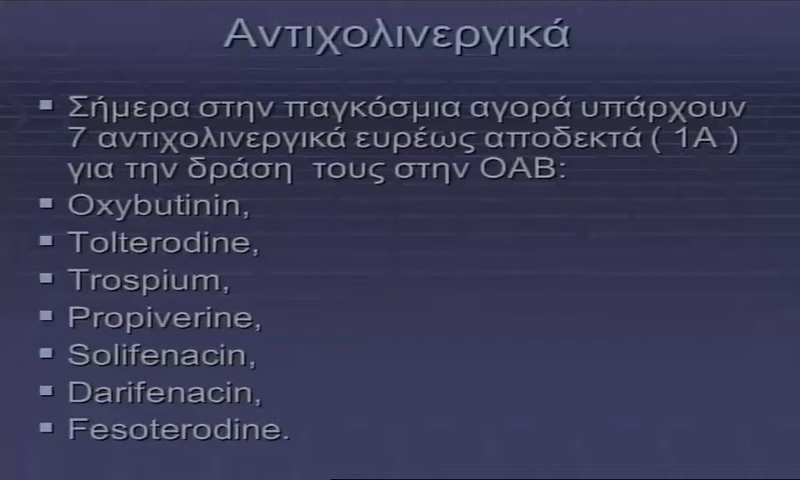 Αντιχολινεργικά
▪ Σήμερα στην παγκόσμια αγορά υπάρχουν
7 αντιχολινεργικά ευρέως αποδεκτά ( 1Α )
για την δράση τους στην ΟΑΒ:
▪ Oxybutinin,
▪ Tolterodine,
▪ Trospium,
▪ Propiverine,
▪ Solifenacin,
▪ Darifenacin,
▪ Fesoterodine.